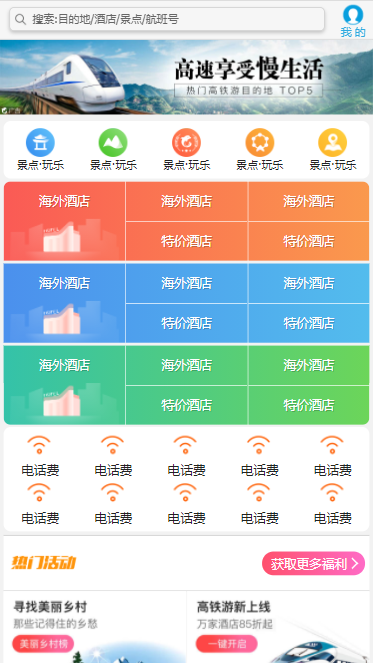 搜索:目的地/酒店/景点/航班号
我 的
高速享受慢生活
热门高铁游目的地 TOP5
广告
景点·玩乐 景点·玩乐 景点·玩乐 景点·玩乐 景点·玩乐
海外酒店 海外酒店 海外酒店
特价酒店 特价酒店
海外酒店 海外酒店 海外酒店
特价酒店 特价酒店
海外酒店 海外酒店 海外酒店
特价酒店 特价酒店
电话费 电话费 电话费 电话费 电话费
电话费 电话费 电话费 电话费 电话费
热门活动
获取更多福利
寻找美丽乡村
那些记得住的乡愁
美丽乡村榜
高铁游新上线
万家酒店85折起
一键开启